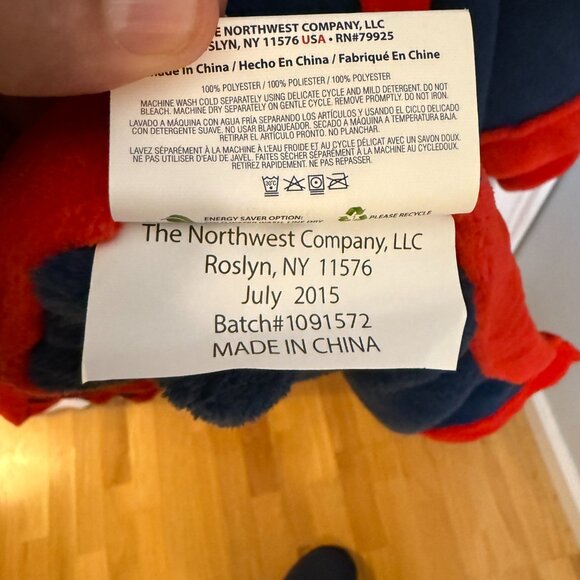 THE NORTHWEST COMPANY, LLC
ROSLYN, NY 11576 USA • RN#79925
Made In China / Hecho En China / Fabriqué En Chine
100% POLYESTER / 100% POLIESTER / 100% POLYESTER
MACHINE WASH COLD SEPARATELY USING DELICATE CYCLE AND MILD DETERGENT. DO NOT
BLEACH. MACHINE DRY SEPARATELY ON GENTLE CYCLE. REMOVE PROMPTLY. DO NOT IRON.
LAVADO A MÁQUINA CON AGUA FRÍA SEPARANDO LOS ARTÍCULOS Y USANDO EL CICLO DELICADO
CON DETERGENTE SUAVE. NO USAR BLANQUEADOR. SECADO A MÁQUINA A TEMPERATURA BAJA.
RETIRAR EL ARTÍCULO PRONTO. NO PLANCHAR.
LAVEZ SÉPARÉMENT À LA MACHINE À L'EAU FROIDE ET AU CYCLE DÉLICAT AVEC UN SAVON DOUX.
NE PAS UTILISER D'EAU DE JAVEL. FAITES SÉCHER SÉPARÉMENT À LA MACHINE AU CYCLE DOUX.
RETIREZ RAPIDEMENT. NE PAS REPASSER.
30°C
ENERGY SAVER OPTION:
PLEASE RECYCLE
The Northwest Company, LLC
Roslyn, NY 11576
July 2015
Batch#1091572
MADE IN CHINA